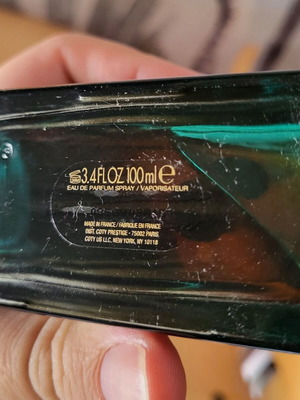 3.4 FL OZ 100 ml ℮
EAU DE PARFUM SPRAY / VAPORISATEUR
MADE IN FRANCE / FABRIQUÉ EN FRANCE
DIST. COTY PRESTIGE - 75002 PARIS
COTY US LLC, NEW YORK, NY 10118